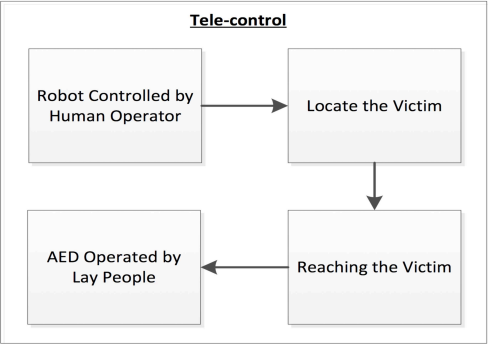 Tele-control
Robot Controlled by
Human Operator
Locate the Victim
Reaching the Victim
AED Operated by
Lay People